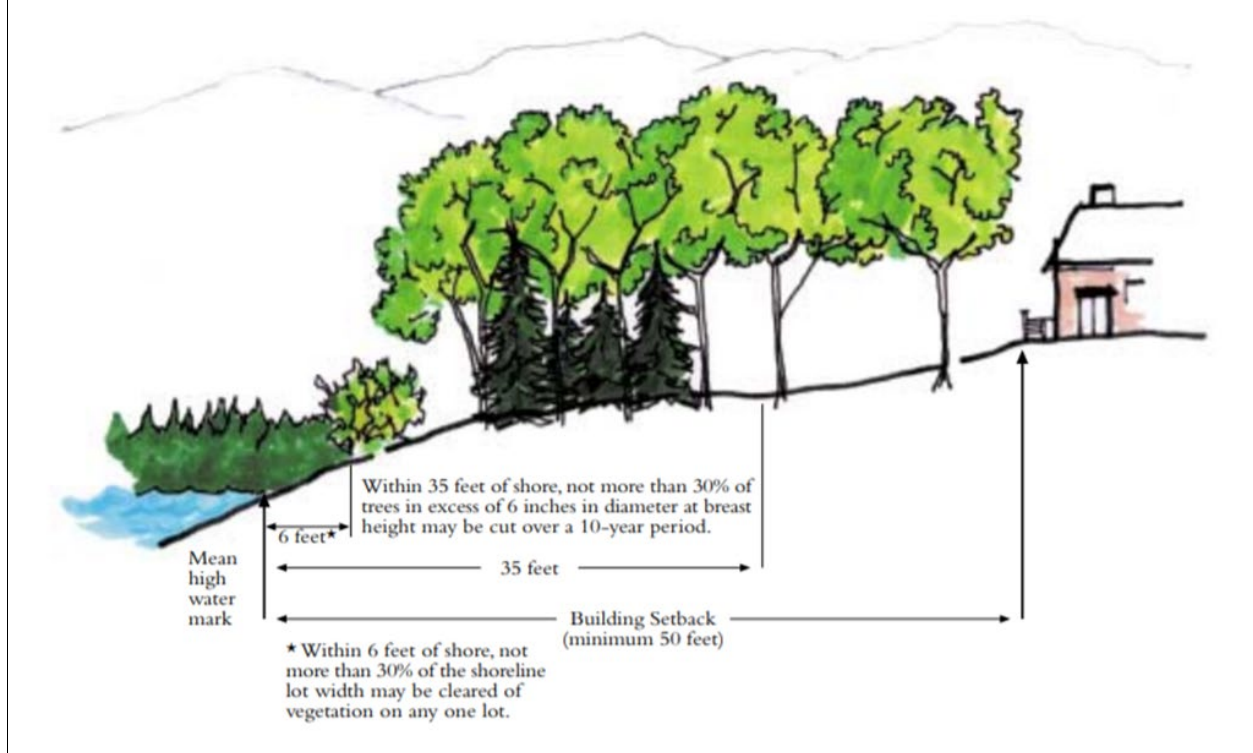 Within 35 feet of shore, not more than 30% of
trees in excess of 6 inches in diameter at breast
height may be cut over a 10-year period.
6 feet★
Mean
high
water
mark
35 feet
Building Setback
(minimum 50 feet)
★ Within 6 feet of shore, not
more than 30% of the shoreline
lot width may be cleared of
vegetation on any one lot.